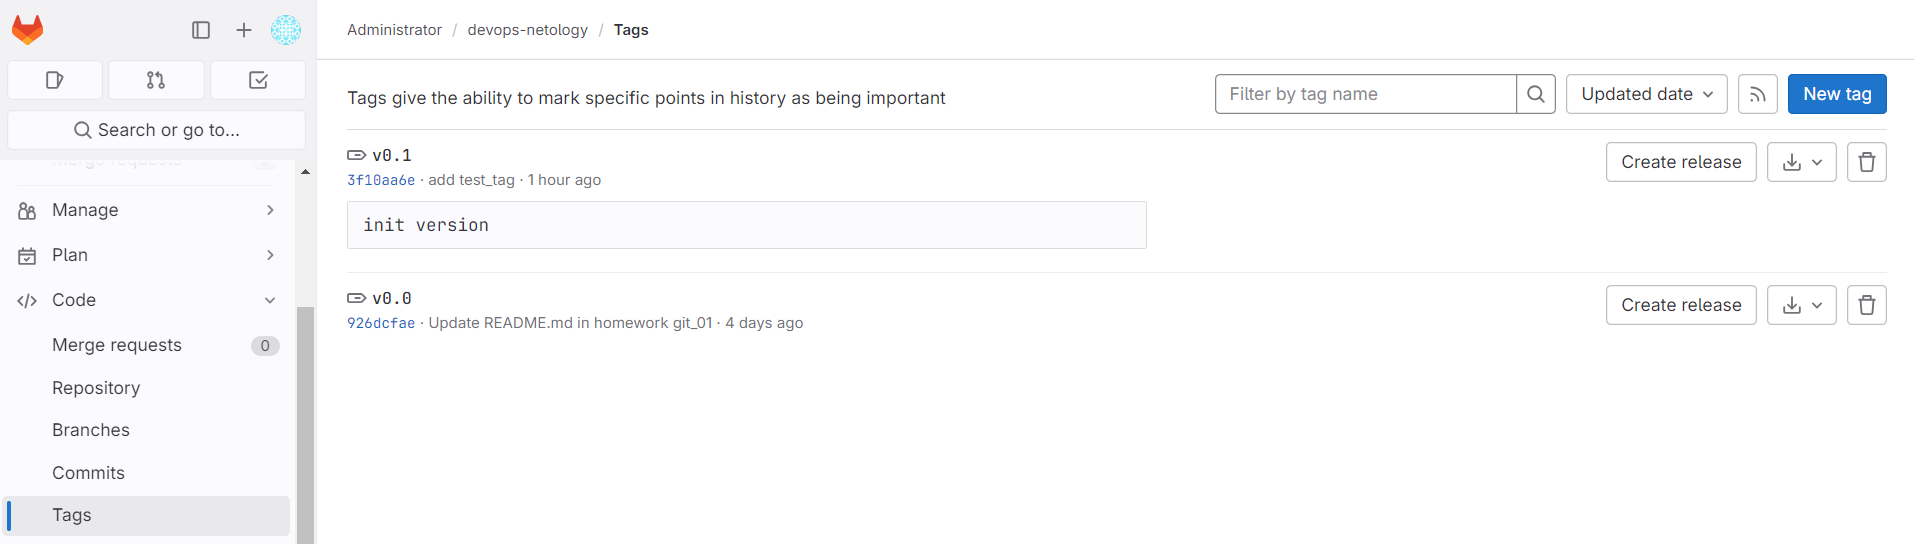 Administrator / devops-netology / Tags
Search or go to...
Merge requests
Manage
Plan
Code
Merge requests 0
Repository
Branches
Commits
Tags
Tags give the ability to mark specific points in history as being important
Filter by tag name
Updated date
New tag
v0.1
3f10aa6e · add test_tag · 1 hour ago
Create release
init version
v0.0
926dcfae · Update README.md in homework git_01 · 4 days ago
Create release